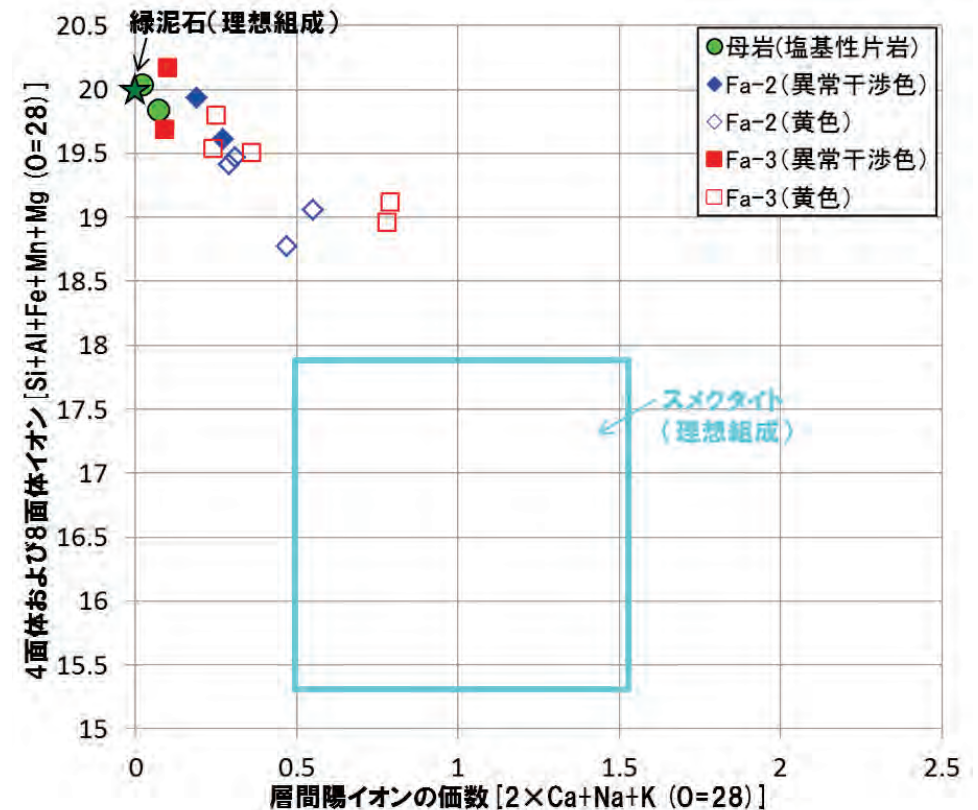 緑泥石(理想組成)
母岩(塩基性片岩)
Fa-2(異常干渉色)
Fa-2(黄色)
Fa-3(異常干渉色)
Fa-3(黄色)
スメクタイト
(理想組成)
4面体および8面体イオン[Si+Al+Fe+Mn+Mg (O=28)]
20.5
20
19.5
19
18.5
18
17.5
17
16.5
16
15.5
15
0
0.5
1
1.5
2
2.5
層間陽イオンの価数[2×Ca+Na+K (O=28)]